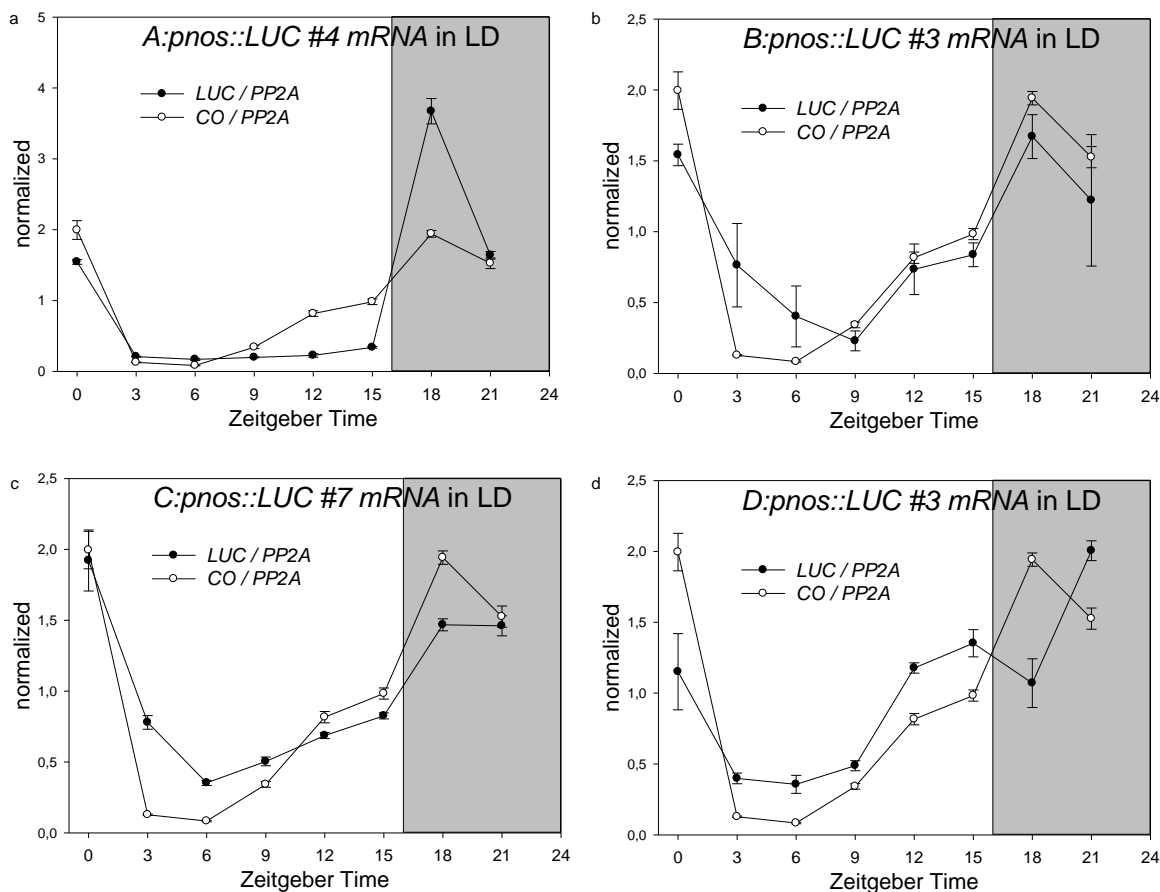 a
A:pnos::LUC #4 mRNA in LD
LUC / PP2A
CO / PP2A
normalized
5
4
3
2
1
0
0 3 6 9 12 15 18 21 24
Zeitgeber Time
b
B:pnos::LUC #3 mRNA in LD
LUC / PP2A
CO / PP2A
normalized
2,5
2,0
1,5
1,0
0,5
0,0
0 3 6 9 12 15 18 21 24
Zeitgeber Time
c
C:pnos::LUC #7 mRNA in LD
LUC / PP2A
CO / PP2A
normalized
2,5
2,0
1,5
1,0
0,5
0,0
0 3 6 9 12 15 18 21 24
Zeitgeber Time
d
D:pnos::LUC #3 mRNA in LD
LUC / PP2A
CO / PP2A
normalized
2,5
2,0
1,5
1,0
0,5
0,0
0 3 6 9 12 15 18 21 24
Zeitgeber Time